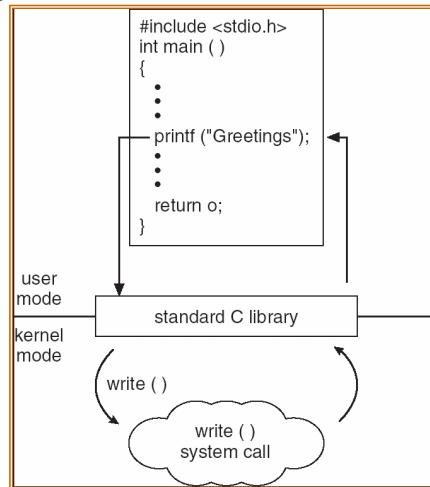 #include <stdio.h>
int main ( )
{
•
•
•
printf ("Greetings");
•
•
•
return o;
}
user
mode
standard C library
kernel
mode
write ( )
write ( )
system call